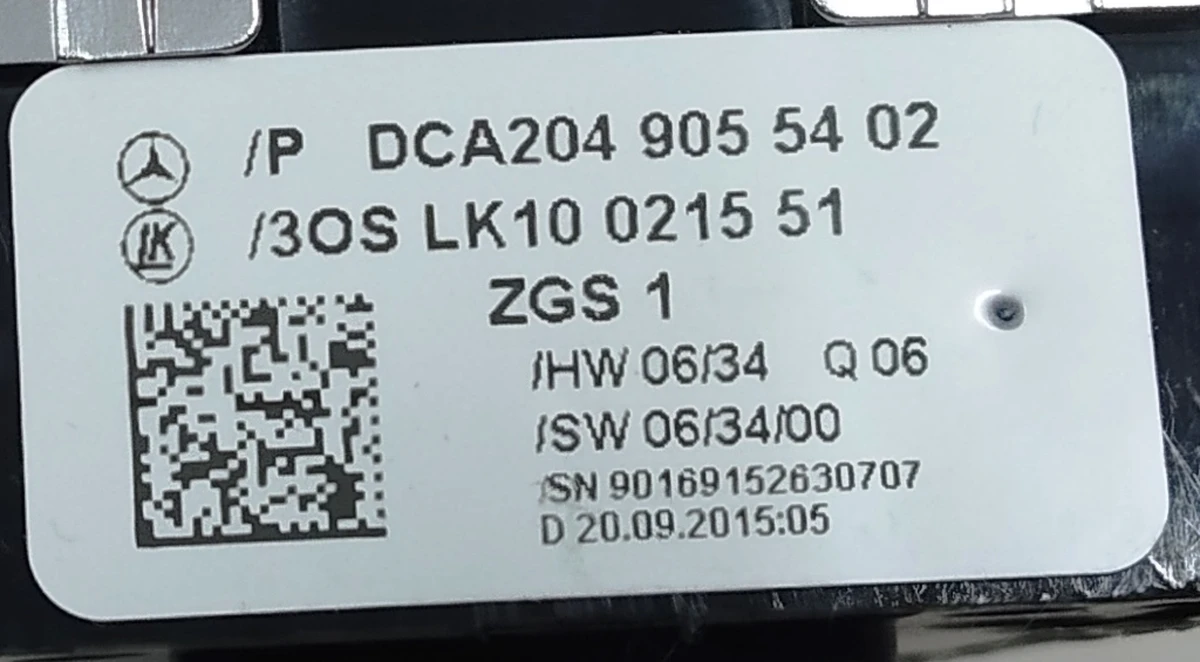 /P DCA204 905 54 02
LK /3OS LK10 0215 51
ZGS 1
/HW 06/34 Q 06
/SW 06/34/00
/SN 90169152630707
D 20.09.2015:05